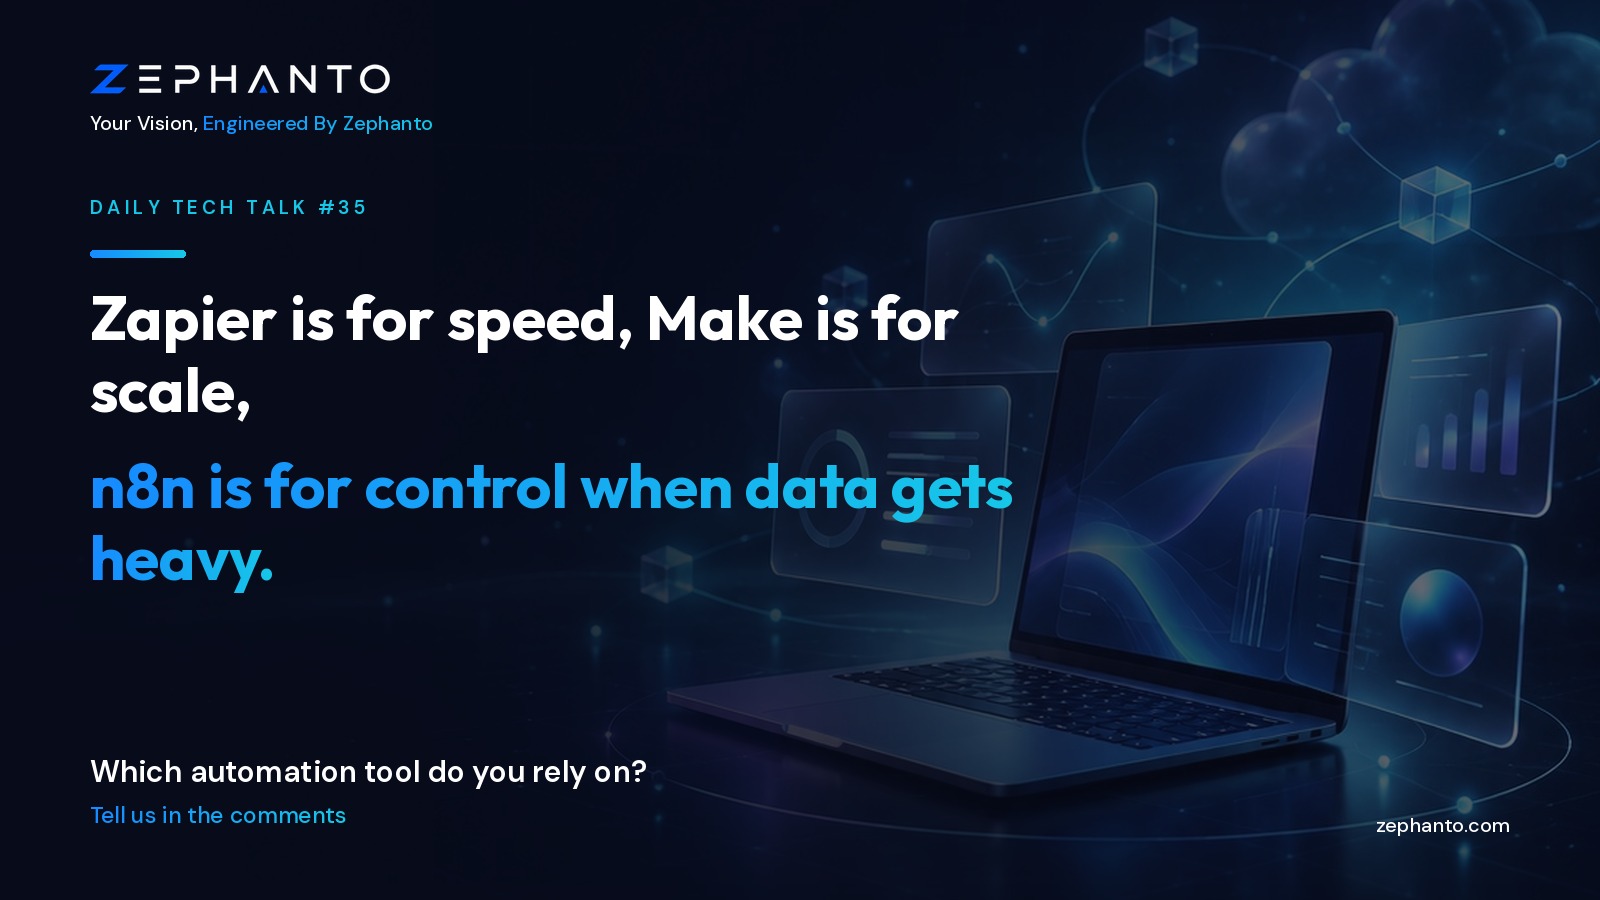 ZEPHANTO
Your Vision, Engineered By Zephanto
DAILY TECH TALK #35
Zapier is for speed, Make is for
scale,
n8n is for control when data gets
heavy.
Which automation tool do you rely on?
Tell us in the comments
zephanto.com